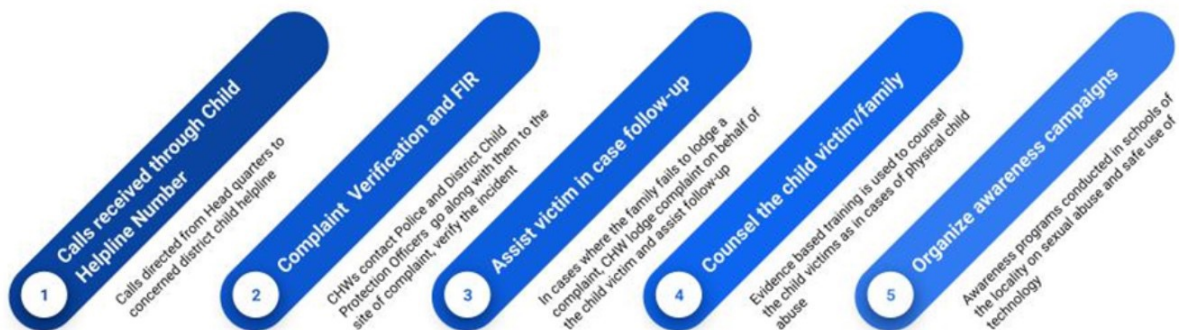 Calls received through Child
Helpline Number
1
Calls directed from Head quarters to
concerned district child helpline
Complaint Verification and FIR
2
CHWs contact Police and District Child
Protection Officers go along with them to the
site of complaint, verify the incident
Assist victim in case follow-up
3
In cases where the family fails to lodge a
complaint, CHW lodge complaint on behalf of
the child victim and assist follow-up
Counsel the child victim/family
4
Evidence based training is used to counsel
the child victims as in cases of physical child
abuse
Organize awareness campaigns
5
Awareness programs conducted in schools of
the locality on sexual abuse and safe use of
technology